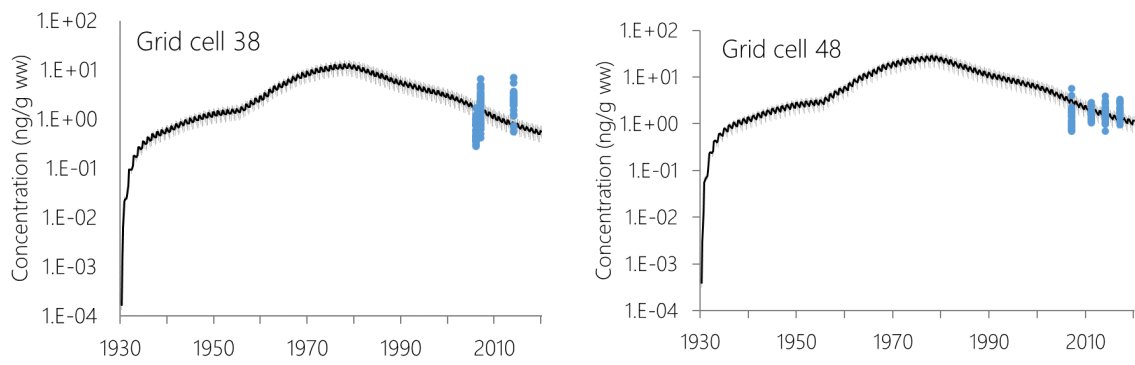 Grid cell 38
Concentration (ng/g ww)
1.E+02
1.E+01
1.E+00
1.E-01
1.E-02
1.E-03
1.E-04
1930
1950
1970
1990
2010
Grid cell 48
Concentration (ng/g ww)
1.E+02
1.E+01
1.E+00
1.E-01
1.E-02
1.E-03
1.E-04
1930
1950
1970
1990
2010